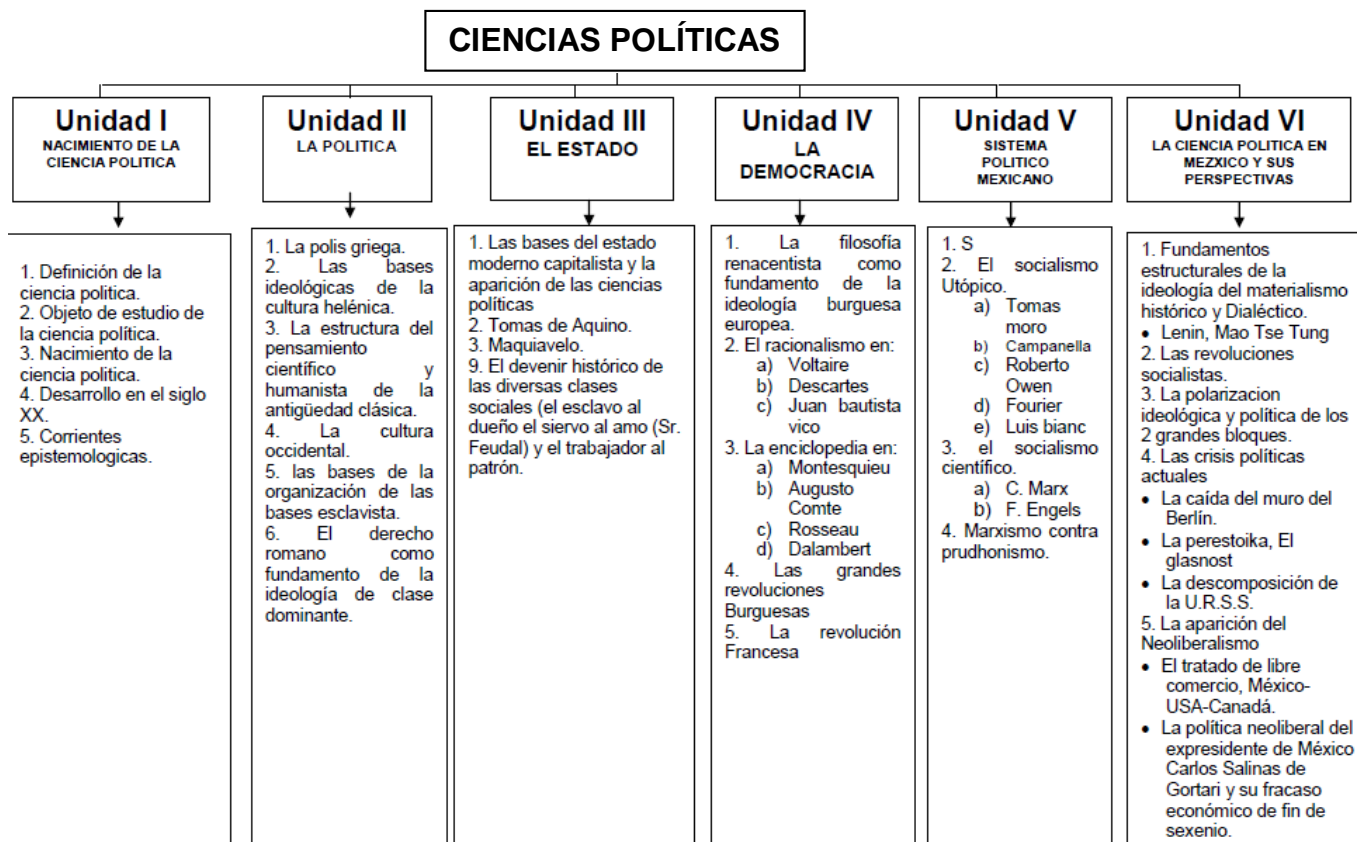 CIENCIAS POLÍTICAS
Unidad I
NACIMIENTO DE LA
CIENCIA POLITICA
Unidad II
LA POLITICA
Unidad III
EL ESTADO
Unidad IV
LA
DEMOCRACIA
Unidad V
SISTEMA
POLITICO
MEXICANO
Unidad VI
LA CIENCIA POLITICA EN
MEZXICO Y SUS
PERSPECTIVAS
1. Definición de la
ciencia politica.
2. Objeto de estudio de
la ciencia política.
3. Nacimiento de la
ciencia politica.
4. Desarrollo en el siglo
XX.
5. Corrientes
epistemologicas.
1. La polis griega.
2. Las bases
ideológicas de la
cultura helénica.
3. La estructura del
pensamiento
científico y
humanista de la
antigüedad clásica.
4. La cultura
occidental.
5. las bases de la
organización de las
bases esclavista.
6. El derecho
romano como
fundamento de la
ideología de clase
dominante.
1. Las bases del estado
moderno capitalista y la
aparición de las ciencias
políticas
2. Tomas de Aquino.
3. Maquiavelo.
9. El devenir histórico de
las diversas clases
sociales (el esclavo al
dueño el siervo al amo (Sr.
Feudal) y el trabajador al
patrón.
1. La filosofía
renacentista como
fundamento de la
ideología burguesa
europea.
2. El racionalismo en:
a) Voltaire
b) Descartes
c) Juan bautista
vico
3. La enciclopedia en:
a) Montesquieu
b) Augusto
Comte
c) Rosseau
d) Dalambert
4. Las grandes
revoluciones
Burguesas
5. La revolución
Francesa
1. S
2. El socialismo
Utópico.
a) Tomas
moro
b) Campanella
c) Roberto
Owen
d) Fourier
e) Luis bianc
3. el socialismo
científico.
a) C. Marx
b) F. Engels
4. Marxismo contra
prudhonismo.
1. Fundamentos
estructurales de la
ideología del materialismo
histórico y Dialéctico.
• Lenin, Mao Tse Tung
2. Las revoluciones
socialistas.
3. La polarizacion
ideológica y política de los
2 grandes bloques.
4. Las crisis políticas
actuales
• La caída del muro del
Berlín.
• La perestoika, El
glasnost
• La descomposición de
la U.R.S.S.
5. La aparición del
Neoliberalismo
• El tratado de libre
comercio, México-
USA-Canadá.
• La política neoliberal del
expresidente de México
Carlos Salinas de
Gortari y su fracaso
económico de fin de
sexenio.